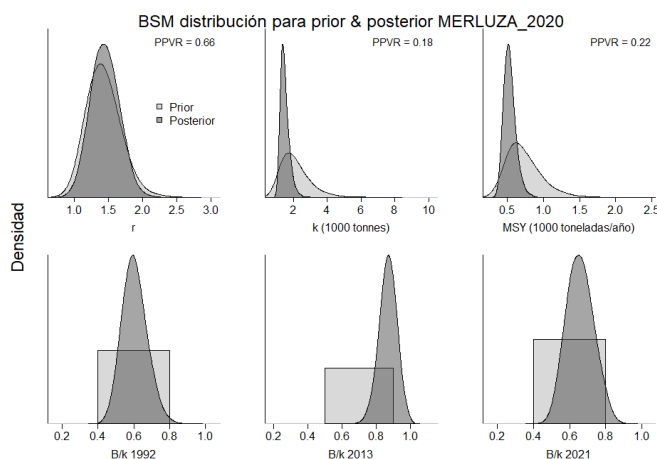 BSM distribución para prior & posterior MERLUZA_2020
PPVR = 0.66
PPVR = 0.18
PPVR = 0.22
Prior
Posterior
1.0 1.5 2.0 2.5 3.0
2 4 6 8 10
0.5 1.0 1.5 2.0 2.5
r
k (1000 tonnes)
MSY (1000 toneladas/año)
Densidad
0.2 0.4 0.6 0.8 1.0
0.2 0.4 0.6 0.8 1.0
0.2 0.4 0.6 0.8 1.0
B/k 1992
B/k 2013
B/k 2021